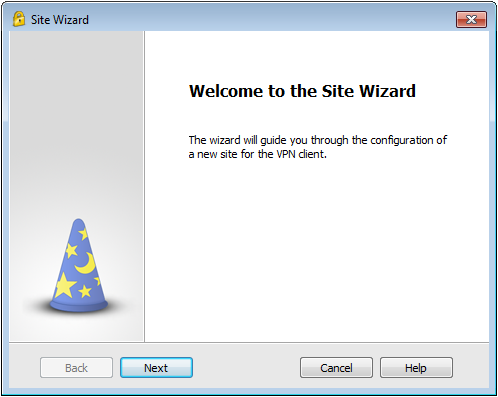 Site Wizard
Welcome to the Site Wizard
The wizard will guide you through the configuration of
a new site for the VPN client.
Back
Next
Cancel
Help